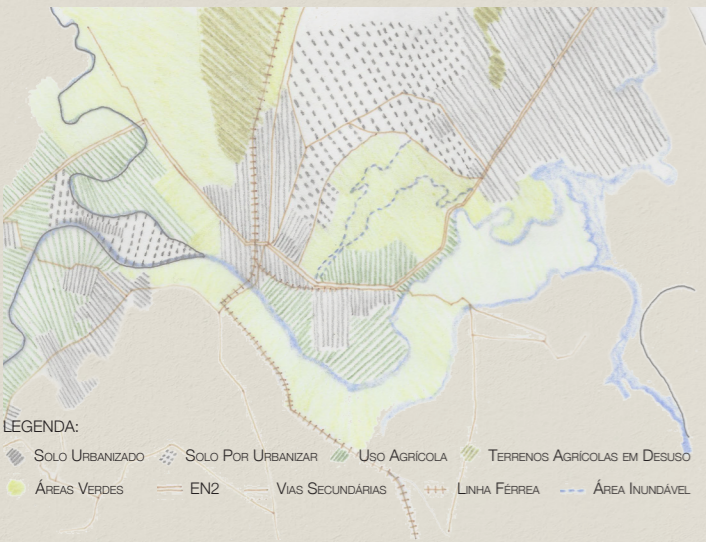 LEGENDA:
SOLO URBANIZADO SOLO POR URBANIZAR USO AGRÍCOLA TERRENOS AGRÍCOLAS EM DESUSO
ÁREAS VERDES EN2 VIAS SECUNDÁRIAS LINHA FÉRREA ÁREA INUNDÁVEL